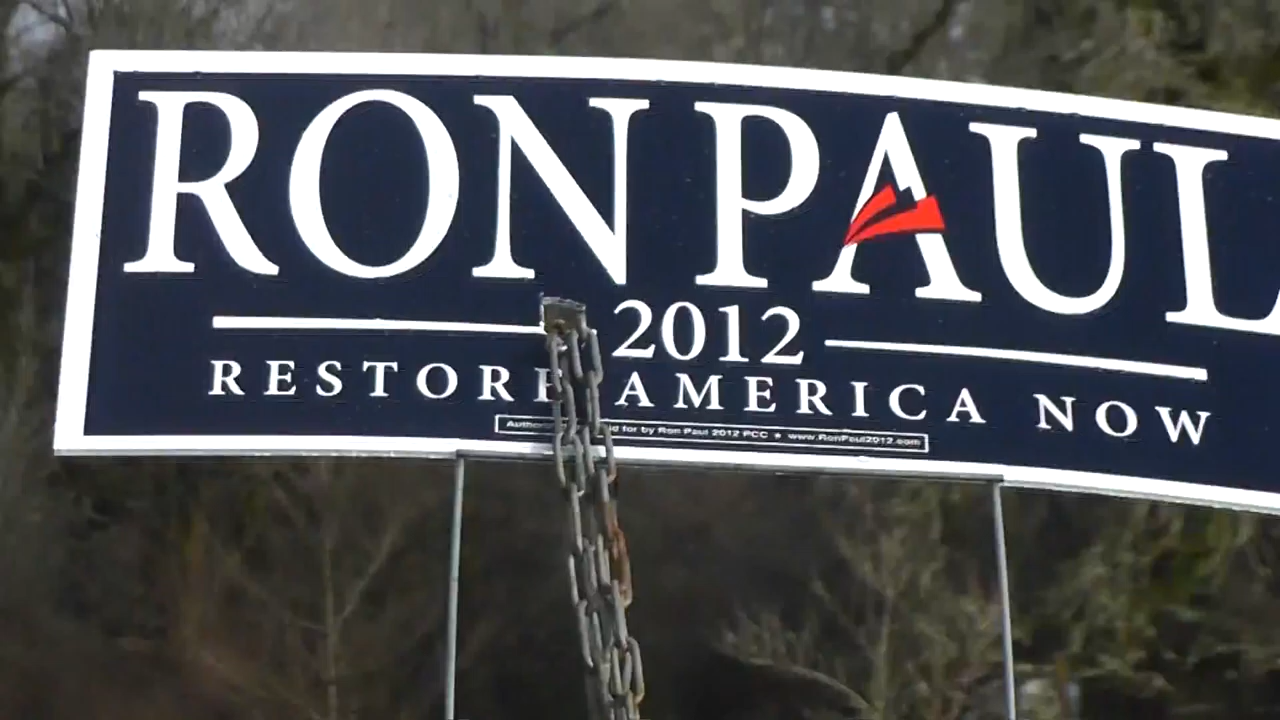 RON PAUL
2012
RESTORE AMERICA NOW
for by Ron Paul 2012 PCC ★ www.RonPaul2012.com